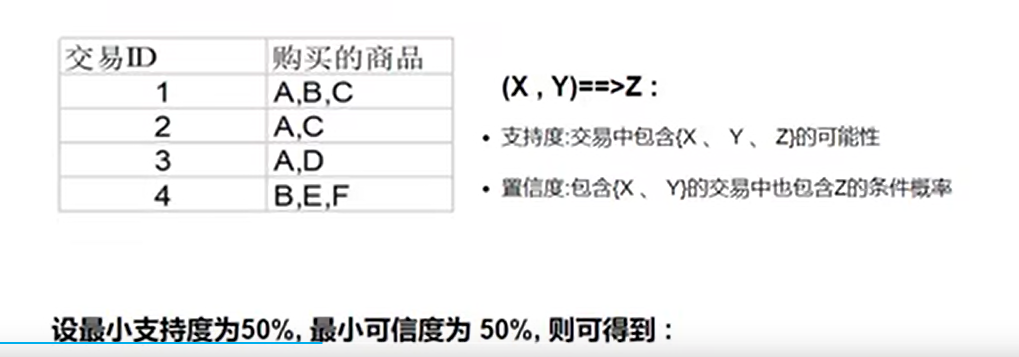 交易ID 购买的商品
1 A,B,C
2 A,C
3 A,D
4 B,E,F
(X , Y)==>Z :
• 支持度:交易中包含{X 、 Y 、 Z}的可能性
• 置信度:包含{X 、 Y}的交易中也包含Z的条件概率
设最小支持度为50%, 最小可信度为 50%, 则可得到 :